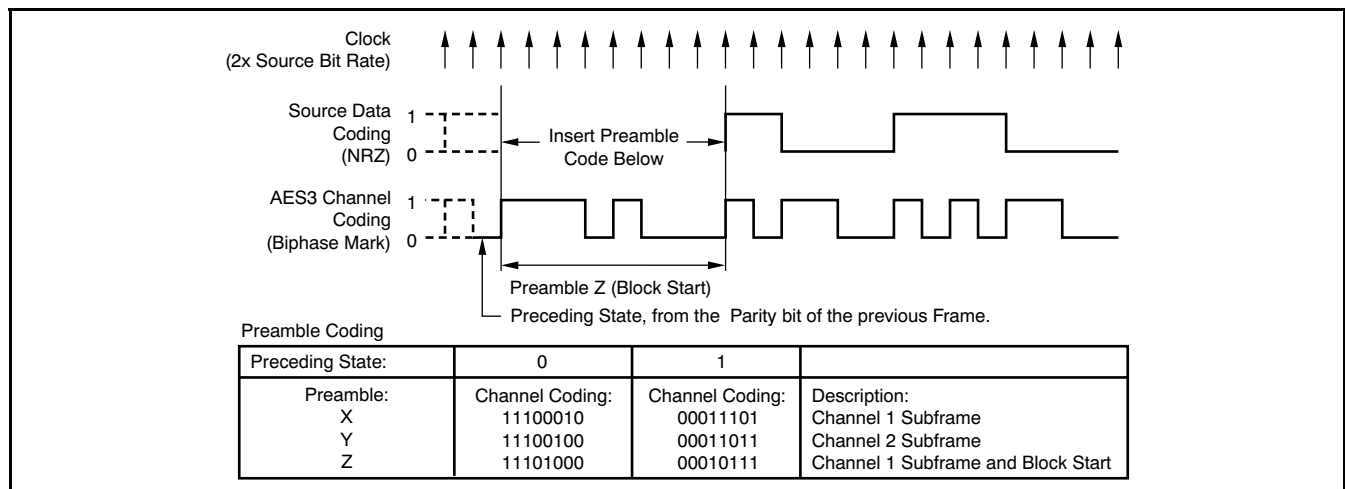 Clock
(2x Source Bit Rate)
Source Data
Coding
(NRZ)
1
0
Insert Preamble
Code Below
AES3 Channel
Coding
(Biphase Mark)
1
0
Preamble Z (Block Start)
Preceding State, from the Parity bit of the previous Frame.
Preamble Coding
Preceding State: 0 1
Preamble: Channel Coding: Channel Coding: Description:
X 11100010 00011101 Channel 1 Subframe
Y 11100100 00011011 Channel 2 Subframe
Z 11101000 00010111 Channel 1 Subframe and Block Start